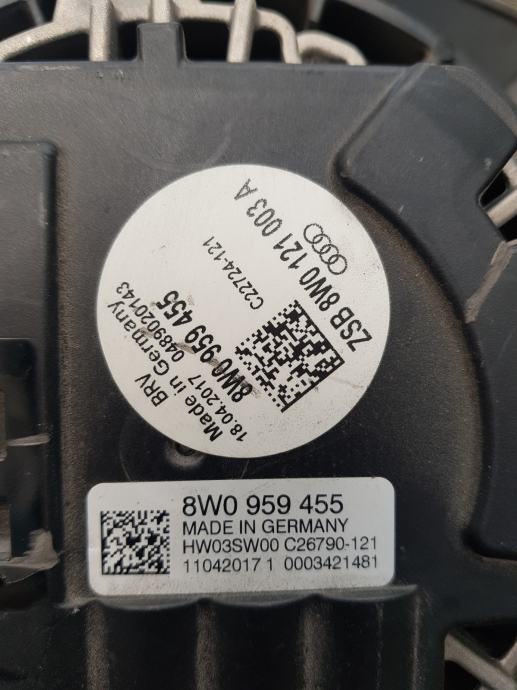 ZSB 8W0 121 003 A
C22724-121
8W0 959 455
18.04.2017 0489020143
Made in Germany
BRV
8W0 959 455
MADE IN GERMANY
HW03SW00 C26790-121
11042017 1 0003421481